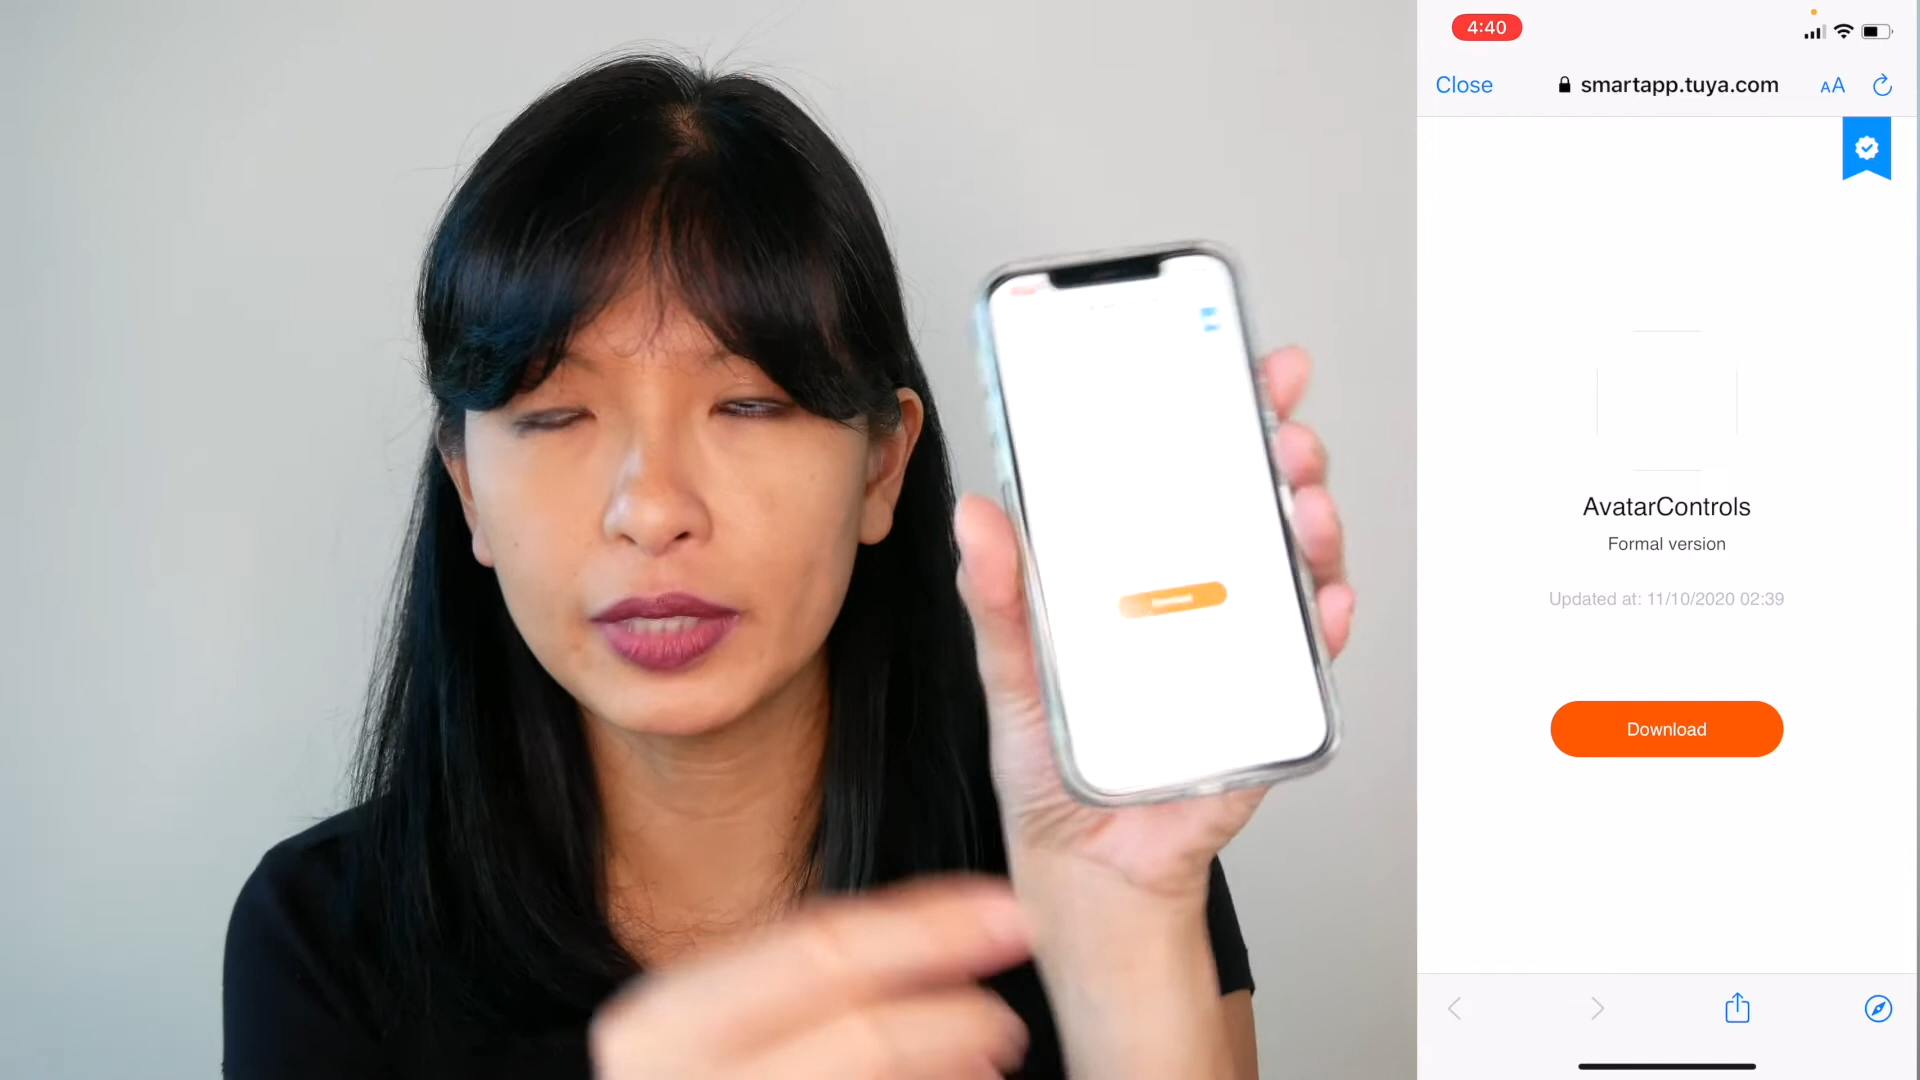 4:40
Close
smartapp.tuya.com
AA
AvatarControls
Formal version
Updated at: 11/10/2020 02:39
Download